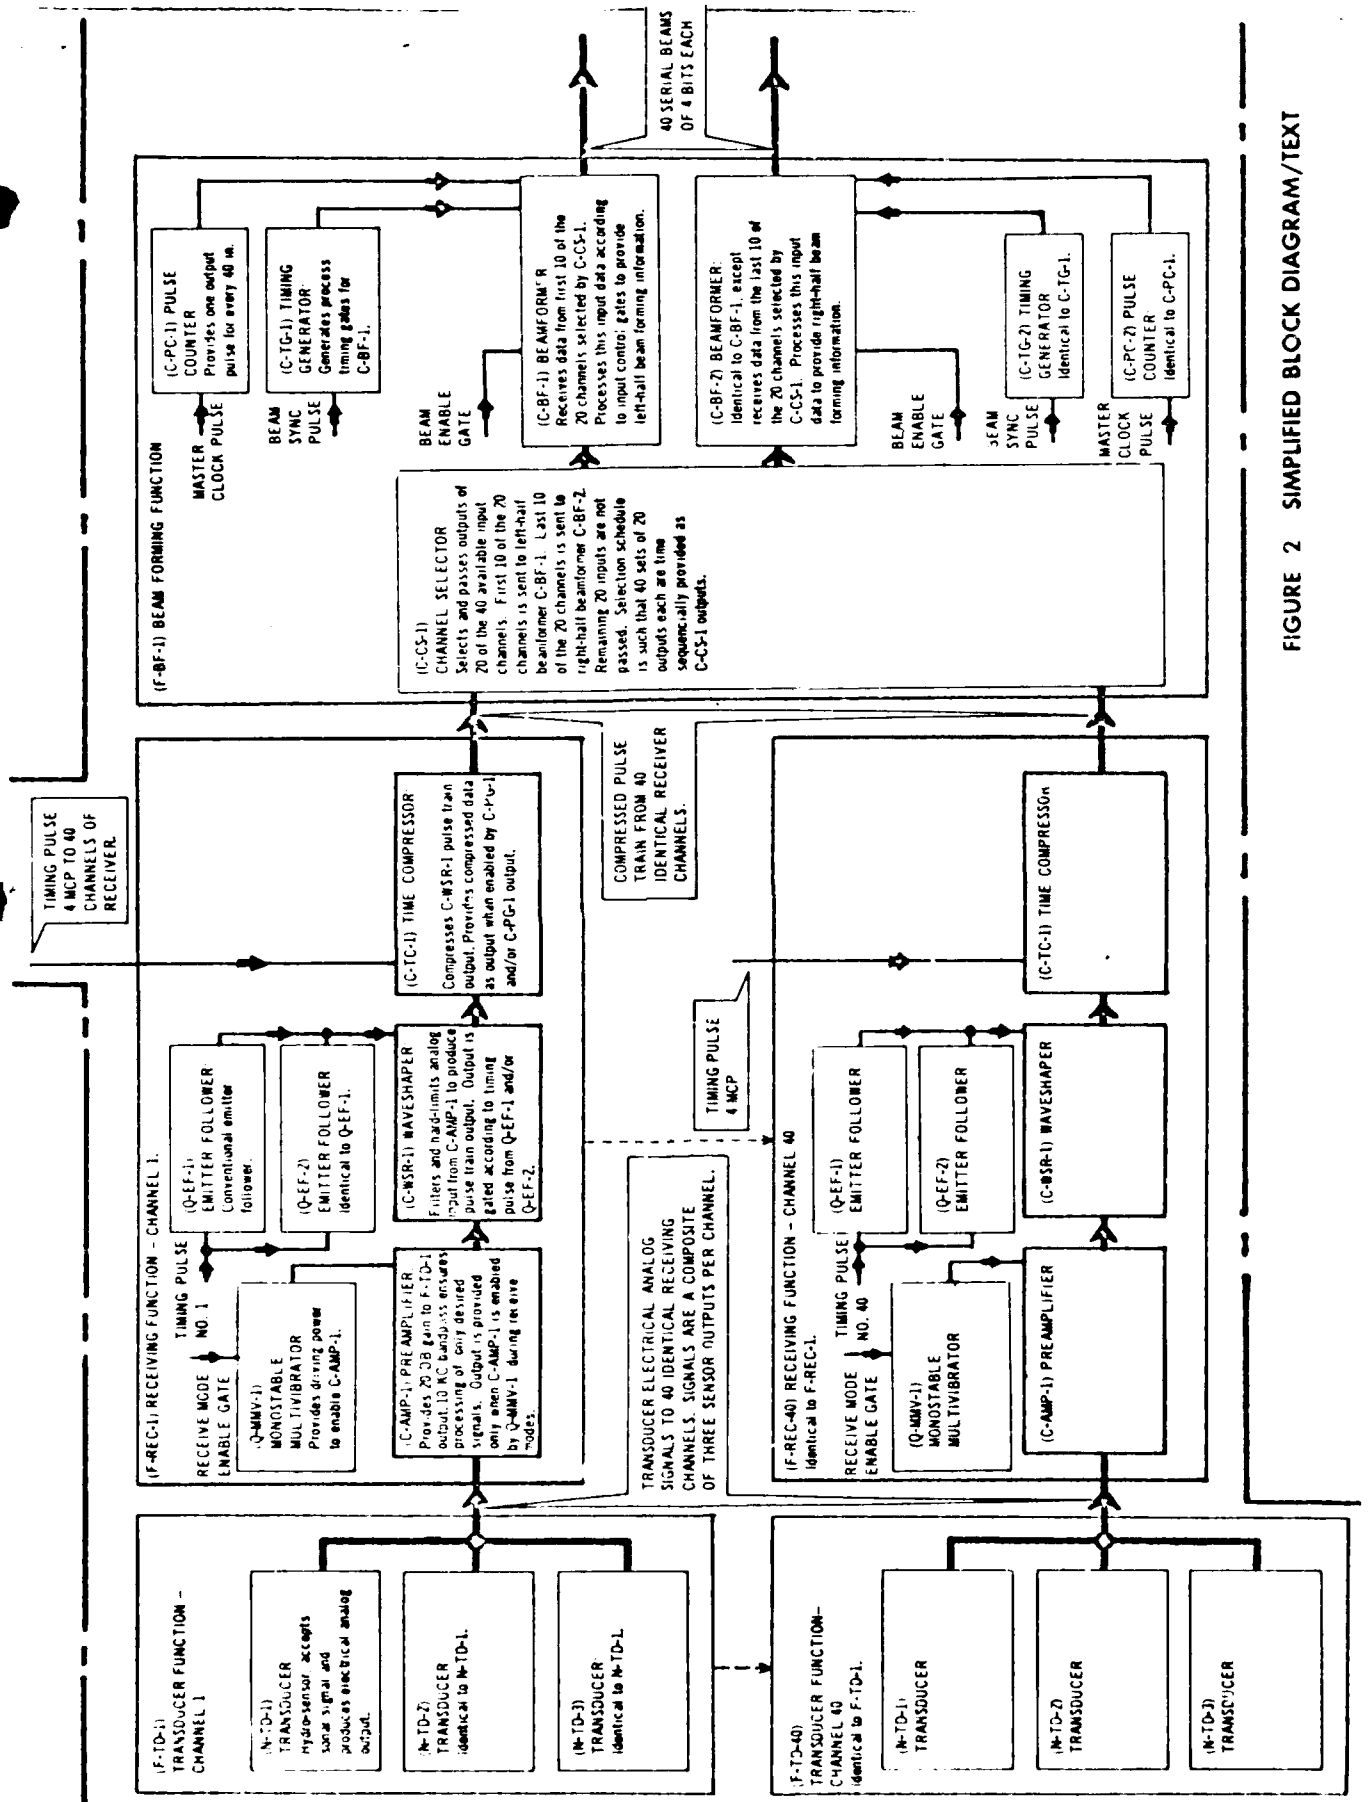 (F-TD-1)
TRANSDUCER FUNCTION -
CHANNEL 1
(N-TD-1)
TRANSDUCER
Hydro-sensor accepts
sonar signal and
produces electrical analog
output.
(N-TD-2)
TRANSDUCER
Identical to N-TD-1.
(N-TD-3)
TRANSDUCER
Identical to N-TD-1.
(F-TD-40)
TRANSDUCER FUNCTION-
CHANNEL 40
Identical to F-TD-1.
(N-TD-1)
TRANSDUCER
(N-TD-2)
TRANSDUCER
(N-TD-3)
TRANSDUCER
(F-REC-1) RECEIVING FUNCTION - CHANNEL 1.
RECEIVE MODE
ENABLE GATE
TIMING PULSE
NO. 1
(Q-MMV-1)
MONOSTABLE
MULTIVIBRATOR
Provides driving power
to enable C-AMP-1.
(C-AMP-1) PREAMPLIFIER:
Provides 20 DB gain to F-TD-1
output. 10 KC bandpass ensures
processing of only desired
signals. Output is provided
only when C-AMP-1 is enabled
by Q-MMV-1 during receive
modes.
(Q-EF-1)
EMITTER FOLLOWER:
Conventional emitter
follower.
(Q-EF-2)
EMITTER FOLLOWER
Identical to Q-EF-1.
(C-WSR-1) WAVESHAPER
Filters and hard-limits analog
input from C-AMP-1 to produce
pulse train output. Output is
gated according to timing
pulse from Q-EF-1 and/or
Q-EF-2.
TIMING PULSE
4 MCP TO 40
CHANNELS OF
RECEIVER.
(C-TC-1) TIME COMPRESSOR:
Compresses C-WSR-1 pulse train
output. Provides compressed data
as output when enabled by C-PG-1
and/or C-PG-1 output.
TRANSDUCER ELECTRICAL ANALOG
SIGNALS TO 40 IDENTICAL RECEIVING
CHANNELS. SIGNALS ARE A COMPOSITE
OF THREE SENSOR OUTPUTS PER CHANNEL.
TIMING PULSE
4 MCP
COMPRESSED PULSE
TRAIN FROM 40
IDENTICAL RECEIVER
CHANNELS.
(F-REC-40) RECEIVING FUNCTION - CHANNEL 40
Identical to F-REC-1.
RECEIVE MODE
ENABLE GATE
TIMING PULSE
NO. 40
(Q-MMV-1)
MONOSTABLE
MULTIVIBRATOR
(C-AMP-1) PREAMPLIFIER
(Q-EF-1)
EMITTER FOLLOWER
(Q-EF-2)
EMITTER FOLLOWER
(C-WSR-1) WAVESHAPER
(C-TC-1) TIME COMPRESSOR
(F-BF-1) BEAM FORMING FUNCTION
(C-CS-1)
CHANNEL SELECTOR
Selects and passes outputs of
20 of the 40 available input
channels. First 10 of the 20
channels is sent to left-half
beamformer C-BF-1. Last 10
of the 20 channels is sent to
right-half beamformer C-BF-2.
Remaining 20 inputs are not
passed. Selection schedule
is such that 40 sets of 20
outputs each are time
sequencially provided as
C-CS-1 outputs.
MASTER
CLOCK PULSE
(C-PC-1) PULSE
COUNTER
Provides one output
pulse for every 40 in.
BEAM
SYNC
PULSE
(C-TG-1) TIMING
GENERATOR:
Generates process
timing gates for
C-BF-1.
BEAM
ENABLE
GATE
(C-BF-1) BEAMFORMER
Receives data from first 10 of the
20 channels selected by C-CS-1.
Processes this input data according
to input control gates to provide
left-half beam forming information.
(C-BF-2) BEAMFORMER:
Identical to C-BF-1, except
receives data from the last 10 of
the 20 channels selected by
C-CS-1. Processes this input
data to provide right-half beam
forming information.
BEAM
ENABLE
GATE
BEAM
SYNC
PULSE
(C-TG-2) TIMING
GENERATOR
Identical to C-TG-1.
MASTER
CLOCK
PULSE
(C-PC-2) PULSE
COUNTER:
Identical to C-PC-1.
40 SERIAL BEAMS
OF 4 BITS EACH
FIGURE 2 SIMPLIFIED BLOCK DIAGRAM/TEXT